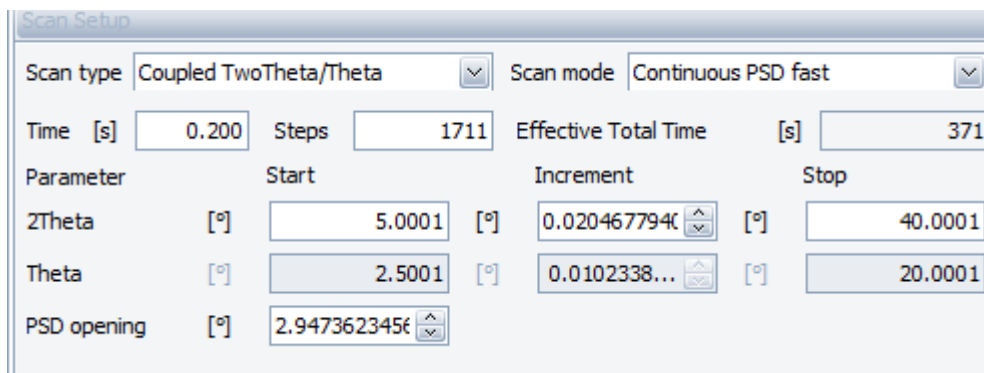 Scan Setup
Scan type Coupled TwoTheta/Theta Scan mode Continuous PSD fast
Time [s] 0.200 Steps 1711 Effective Total Time [s] 371
Parameter Start Increment Stop
2Theta [°] 5.0001 [°] 0.020467794( [°] 40.0001
Theta [°] 2.5001 [°] 0.0102338... [°] 20.0001
PSD opening [°] 2.947362345